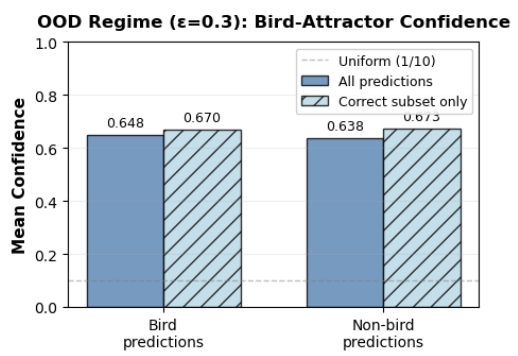 OOD Regime (ε=0.3): Bird-Attractor Confidence
Mean Confidence
1.0
0.8
0.6
0.4
0.2
0.0
Uniform (1/10)
All predictions
Correct subset only
0.648
0.670
0.638
0.673
Bird
predictions
Non-bird
predictions